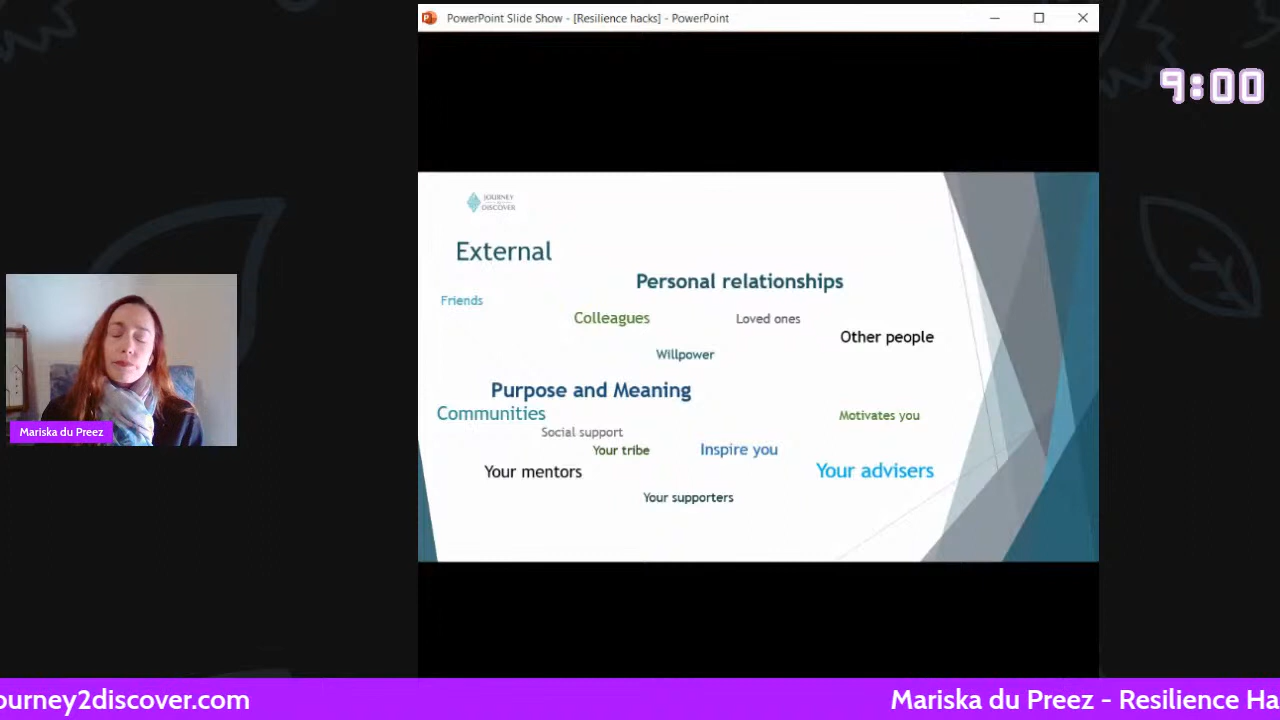 PowerPoint Slide Show - [Resilience hacks] - PowerPoint
9:00
JOURNEY
DISCOVER
External
Personal relationships
Friends
Colleagues
Loved ones
Other people
Willpower
Purpose and Meaning
Communities
Motivates you
Social support
Your tribe
Inspire you
Your mentors
Your advisers
Your supporters
Mariska du Preez
ourney2discover.com
Mariska du Preez - Resilience Ha